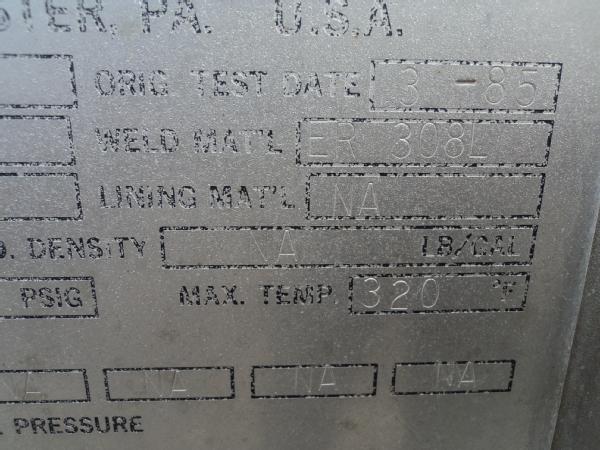 STER, PA. U.S.A.
ORIG. TEST DATE 3 -85
WELD MAT'L ER 308L
LINING MAT'L NA
D. DENSITY NA LB/GAL
PSIG MAX. TEMP. 320 °F
NA NA NA NA
PRESSURE